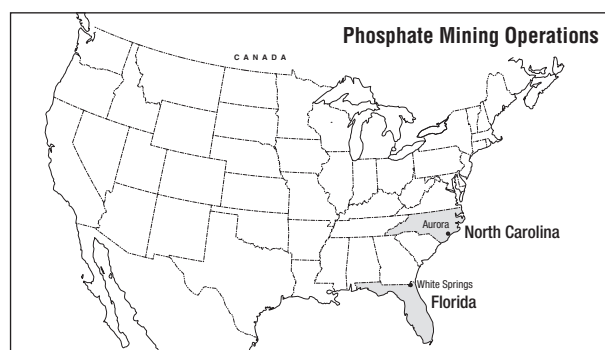 Phosphate Mining Operations
CANADA
Aurora
North Carolina
White Springs
Florida